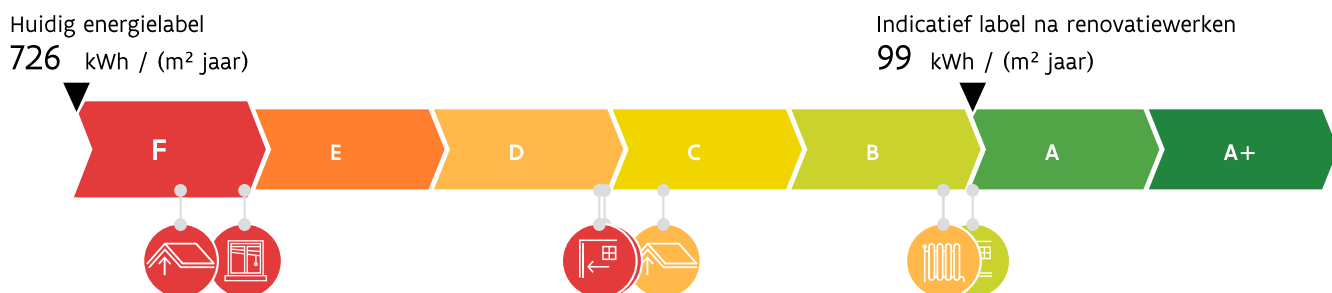 Huidig energielabel
726 kWh / (m² jaar)
Indicatief label na renovatiewerken
99 kWh / (m² jaar)
F E D C B A A+